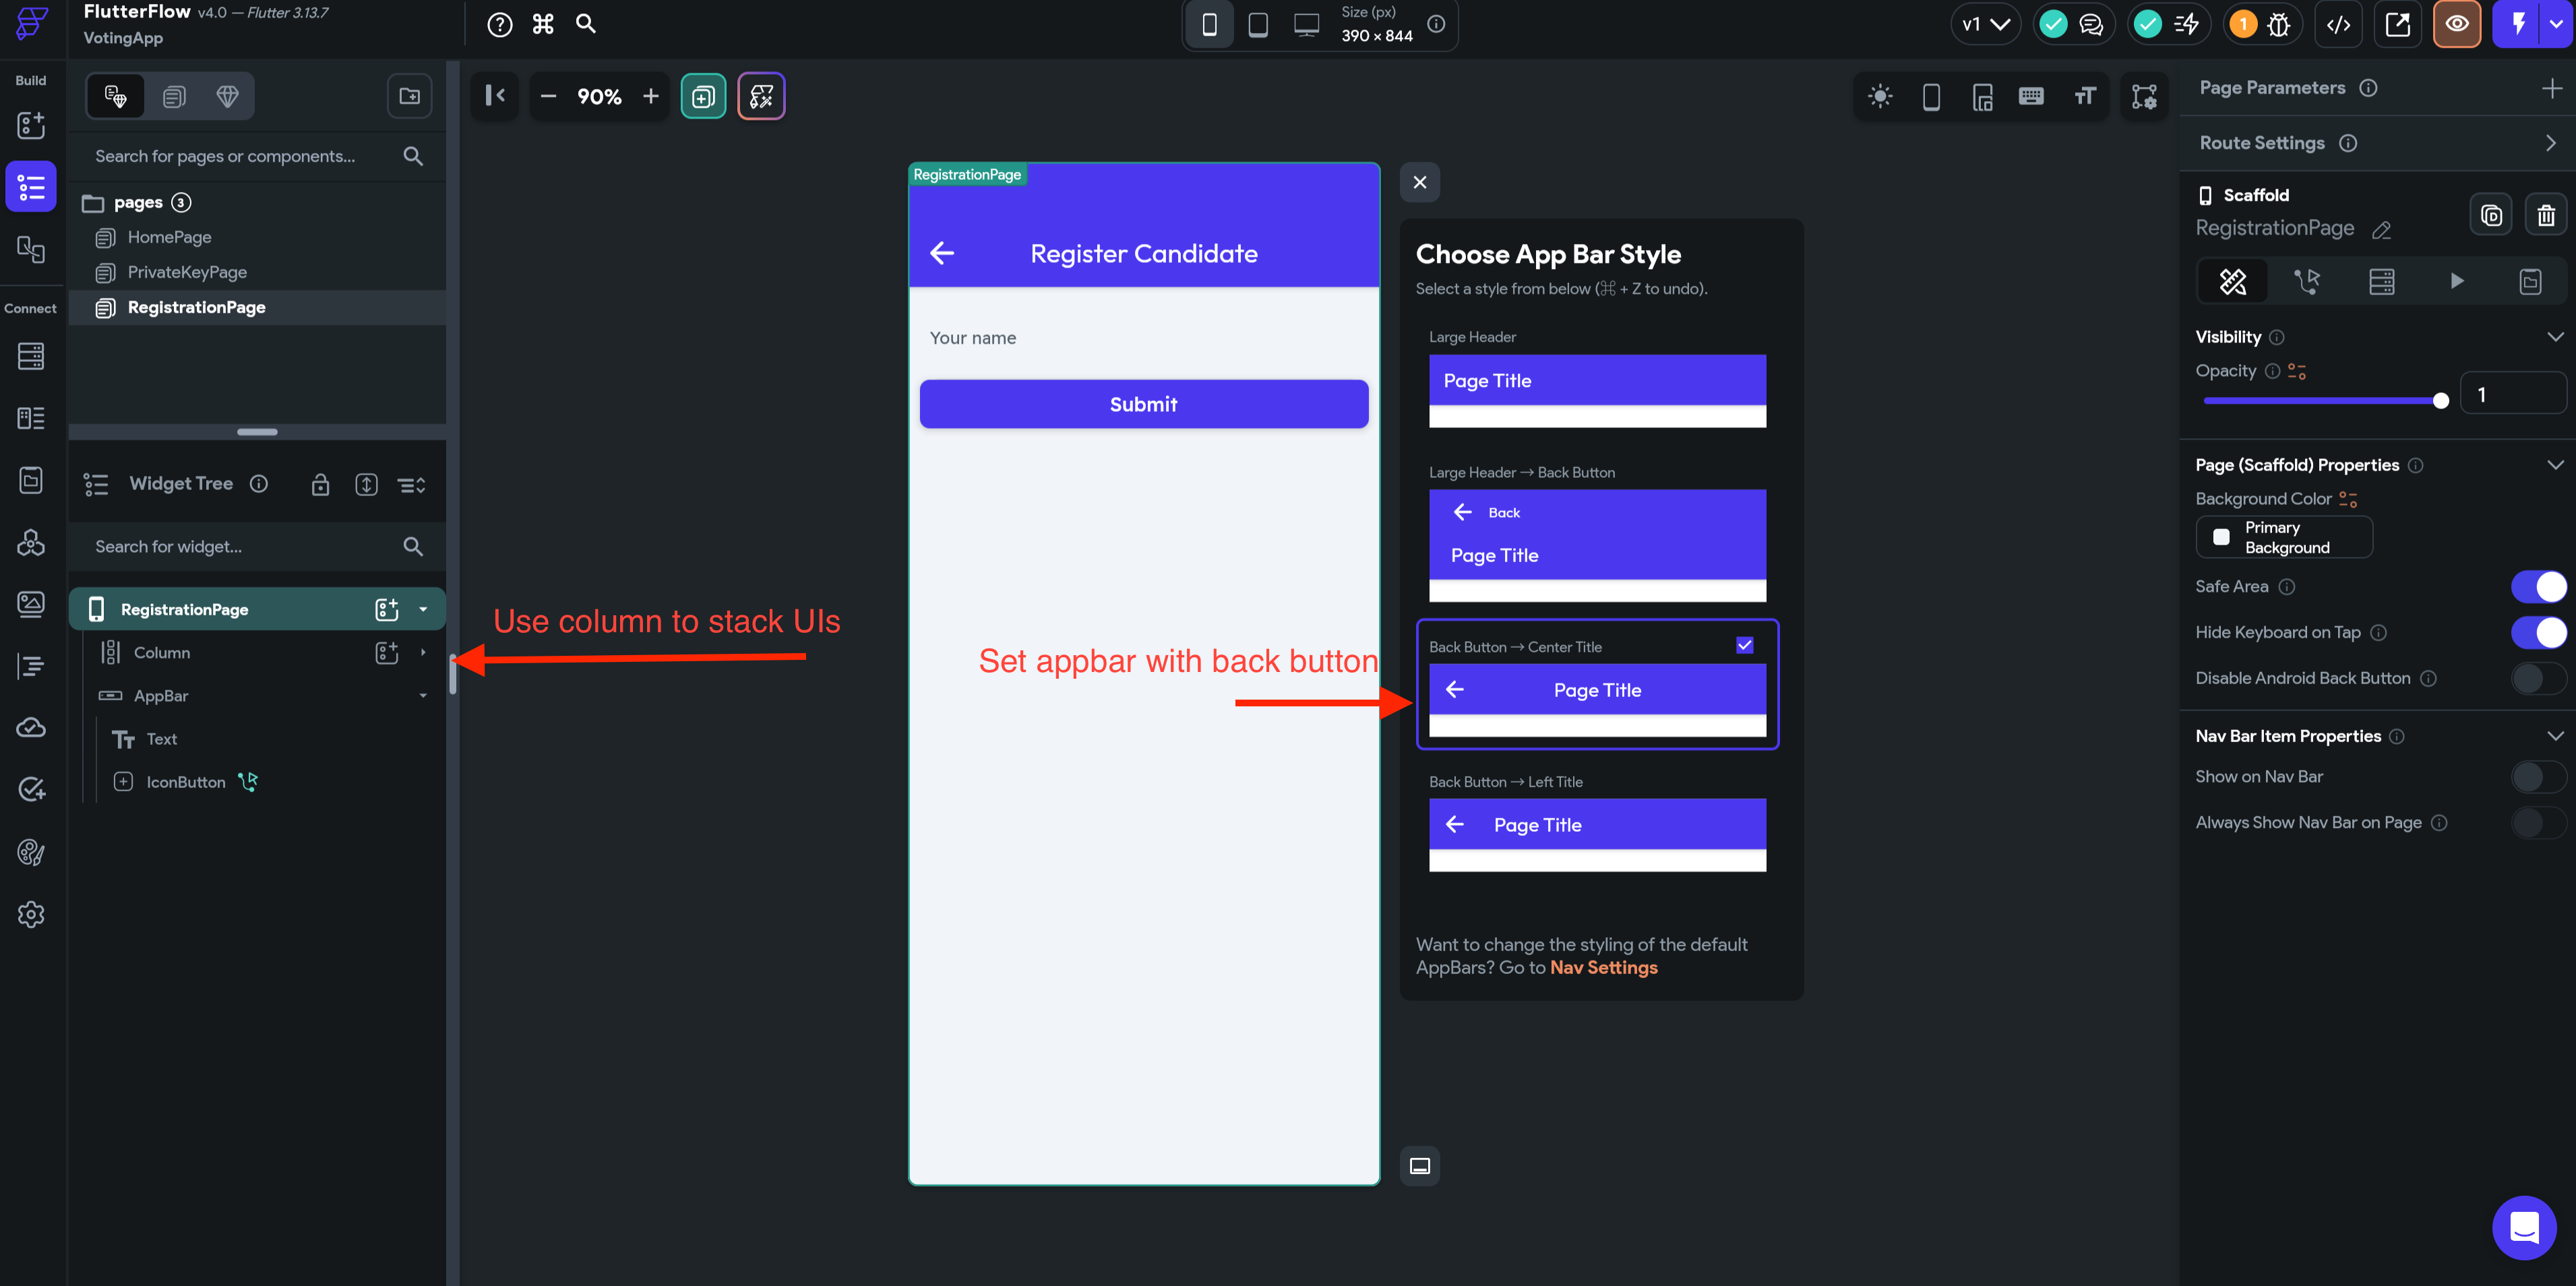 FlutterFlow v4.0 — Flutter 3.13.7
VotingApp
Size (px)
390 × 844
v1
1
Build
Connect
90%
Search for pages or components...
pages 3
HomePage
PrivateKeyPage
RegistrationPage
Widget Tree
Search for widget...
RegistrationPage
Column
AppBar
Text
IconButton
Use column to stack UIs
RegistrationPage
Register Candidate
Your name
Submit
Set appbar with back button
Choose App Bar Style
Select a style from below (⌘ + Z to undo).
Large Header
Page Title
Large Header → Back Button
Back
Page Title
Back Button → Center Title
Page Title
Back Button → Left Title
Page Title
Want to change the styling of the default
AppBars? Go to Nav Settings
Page Parameters
Route Settings
Scaffold
RegistrationPage
Visibility
Opacity
1
Page (Scaffold) Properties
Background Color
Primary
Background
Safe Area
Hide Keyboard on Tap
Disable Android Back Button
Nav Bar Item Properties
Show on Nav Bar
Always Show Nav Bar on Page